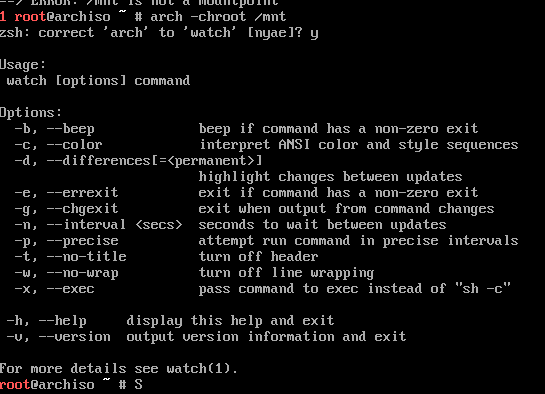 --> ERROR: /mnt is not a mountpoint
1 root@archiso ~ # arch -chroot /mnt
zsh: correct 'arch' to 'watch' [nyae]? y
Usage:
 watch [options] command
Options:
  -b, --beep             beep if command has a non-zero exit
  -c, --color            interpret ANSI color and style sequences
  -d, --differences[=<permanent>]
                         highlight changes between updates
  -e, --errexit          exit if command has a non-zero exit
  -g, --chgexit          exit when output from command changes
  -n, --interval <secs>  seconds to wait between updates
  -p, --precise          attempt run command in precise intervals
  -t, --no-title         turn off header
  -w, --no-wrap          turn off line wrapping
  -x, --exec             pass command to exec instead of "sh -c"
 -h, --help     display this help and exit
 -v, --version  output version information and exit
For more details see watch(1).
root@archiso ~ # S